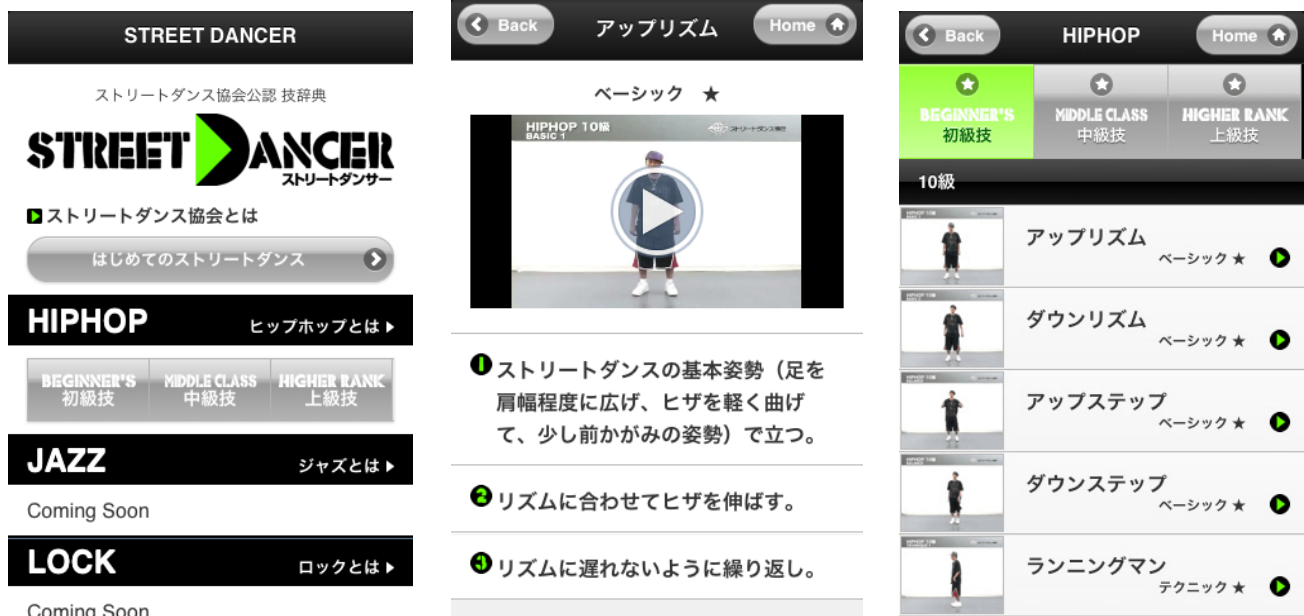 STREET DANCER
ストリートダンス協会公認 技辞典
STREET DANCER
ストリートダンサー
ストリートダンス協会とは
はじめてのストリートダンス
HIPHOP
ヒップホップとは
BEGINNER'S
初級技
MIDDLE CLASS
中級技
HIGHER RANK
上級技
JAZZ
ジャズとは
Coming Soon
LOCK
ロックとは
Coming Soon
Back
アップリズム
Home
ベーシック ★
HIPHOP 10級
BASIC 1
ストリートダンス協会
1 ストリートダンスの基本姿勢(足を
肩幅程度に広げ、ヒザを軽く曲げ
て、少し前かがみの姿勢)で立つ。
2 リズムに合わせてヒザを伸ばす。
3 リズムに遅れないように繰り返し。
Back
HIPHOP
Home
BEGINNER'S
初級技
MIDDLE CLASS
中級技
HIGHER RANK
上級技
10級
アップリズム
ベーシック ★
ダウンリズム
ベーシック ★
アップステップ
ベーシック ★
ダウンステップ
ベーシック ★
ランニングマン
テクニック ★